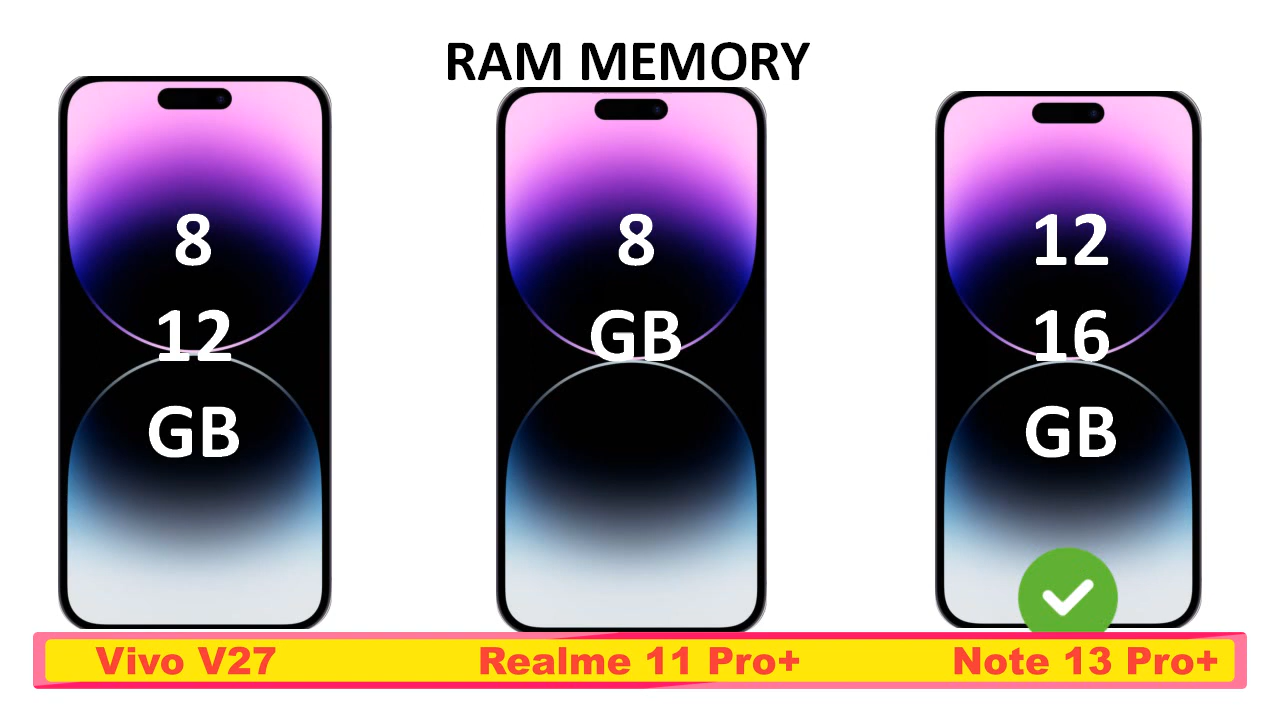 RAM MEMORY
8
12
GB
8
GB
12
16
GB
Vivo V27
Realme 11 Pro+
Note 13 Pro+